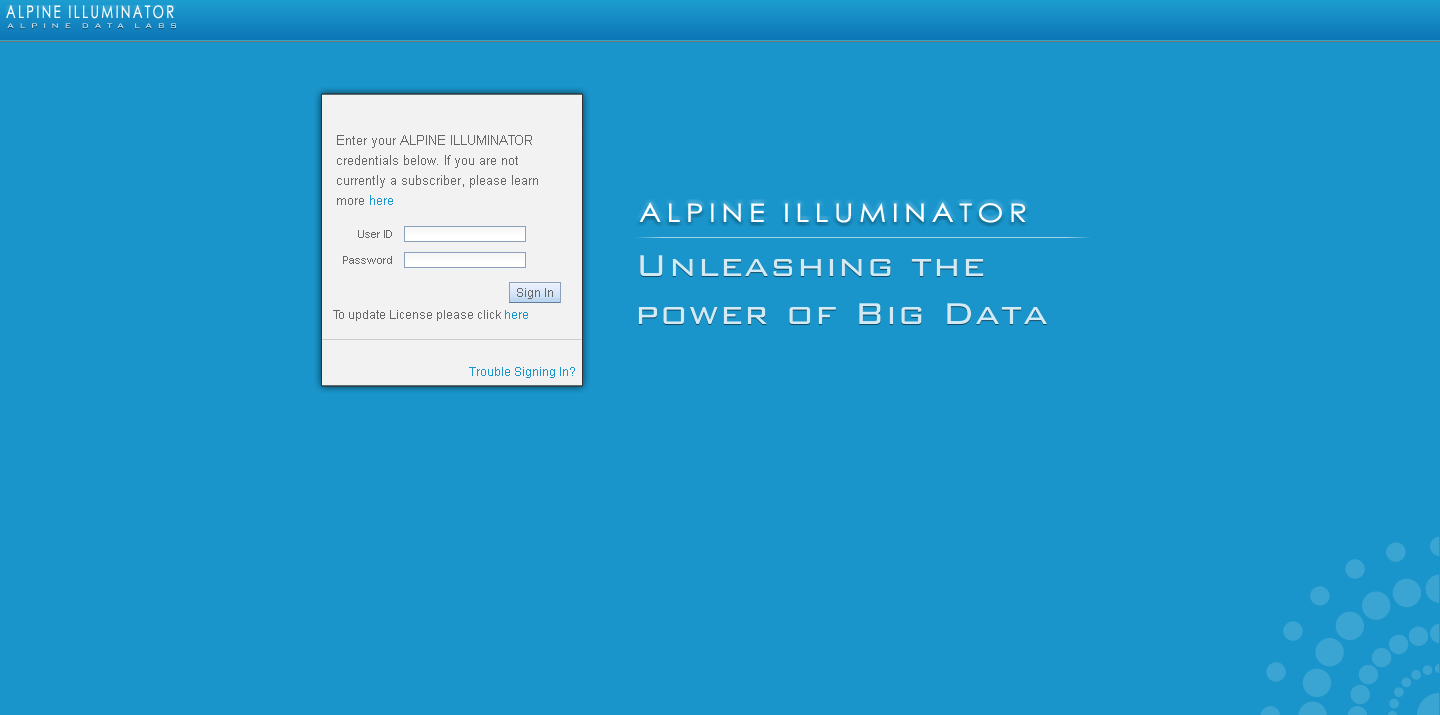 ALPINE ILLUMINATOR
ALPINE DATA LABS
Enter your ALPINE ILLUMINATOR
credentials below. If you are not
currently a subscriber, please learn
more here
User ID
Password
Sign In
To update License please click here
Trouble Signing In?
ALPINE ILLUMINATOR
UNLEASHING THE
POWER OF BIG DATA